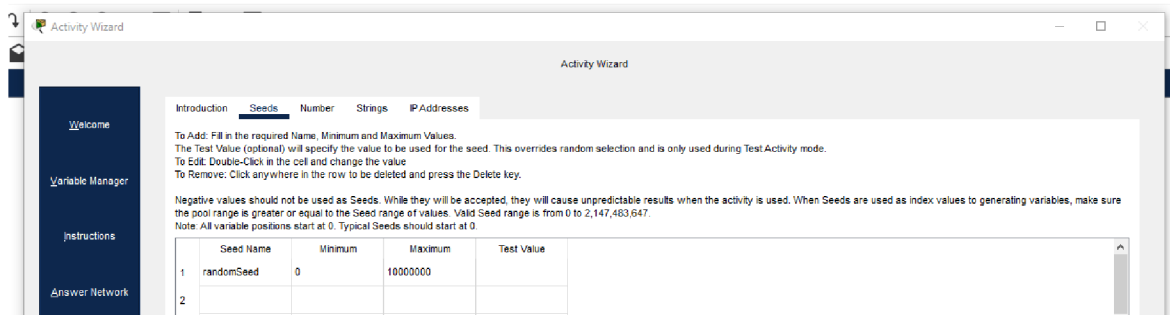 Activity Wizard
Activity Wizard
Welcome
Variable Manager
Instructions
Answer Network
Introduction Seeds Number Strings IP Addresses
To Add: Fill in the required Name, Minimum and Maximum Values.
The Test Value (optional) will specify the value to be used for the seed. This overrides random selection and is only used during Test Activity mode.
To Edit: Double-Click in the cell and change the value
To Remove: Click anywhere in the row to be deleted and press the Delete key.
Negative values should not be used as Seeds. While they will be accepted, they will cause unpredictable results when the activity is used. When Seeds are used as index values to generating variables, make sure
the pool range is greater or equal to the Seed range of values. Valid Seed range is from 0 to 2,147,483,647.
Note: All variable positions start at 0. Typical Seeds should start at 0.
Seed Name Minimum Maximum Test Value
1 randomSeed 0 10000000
2